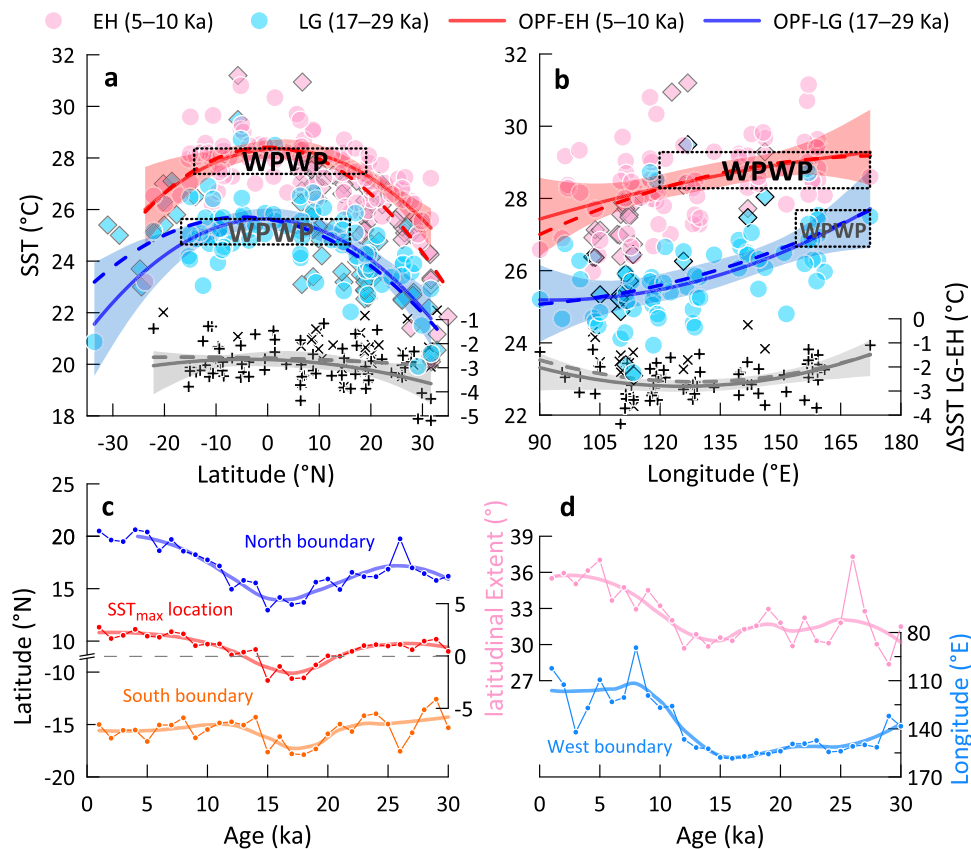 EH (5–10 Ka) LG (17–29 Ka) OPF-EH (5–10 Ka) OPF-LG (17–29 Ka)
a
WPWP
WPWP
32
30
28
26
24
22
20
18
SST (°C)
-30 -20 -10 0 10 20 30
Latitude (°N)
-1
-2
-3
-4
-5
b
WPWP
WPWP
32
30
28
26
24
22
90 105 120 135 150 165 180
Longitude (°E)
0
-1
-2
-3
-4
ΔSST LG-EH (°C)
c
North boundary
SSTmax location
South boundary
25
20
15
10
-10
-15
-20
Latitude (°N)
5
0
-5
0 5 10 15 20 25 30
Age (ka)
d
West boundary
39
36
33
30
27
latitudinal Extent (°)
80
110
140
170
Longitude (°E)
0 5 10 15 20 25 30
Age (ka)